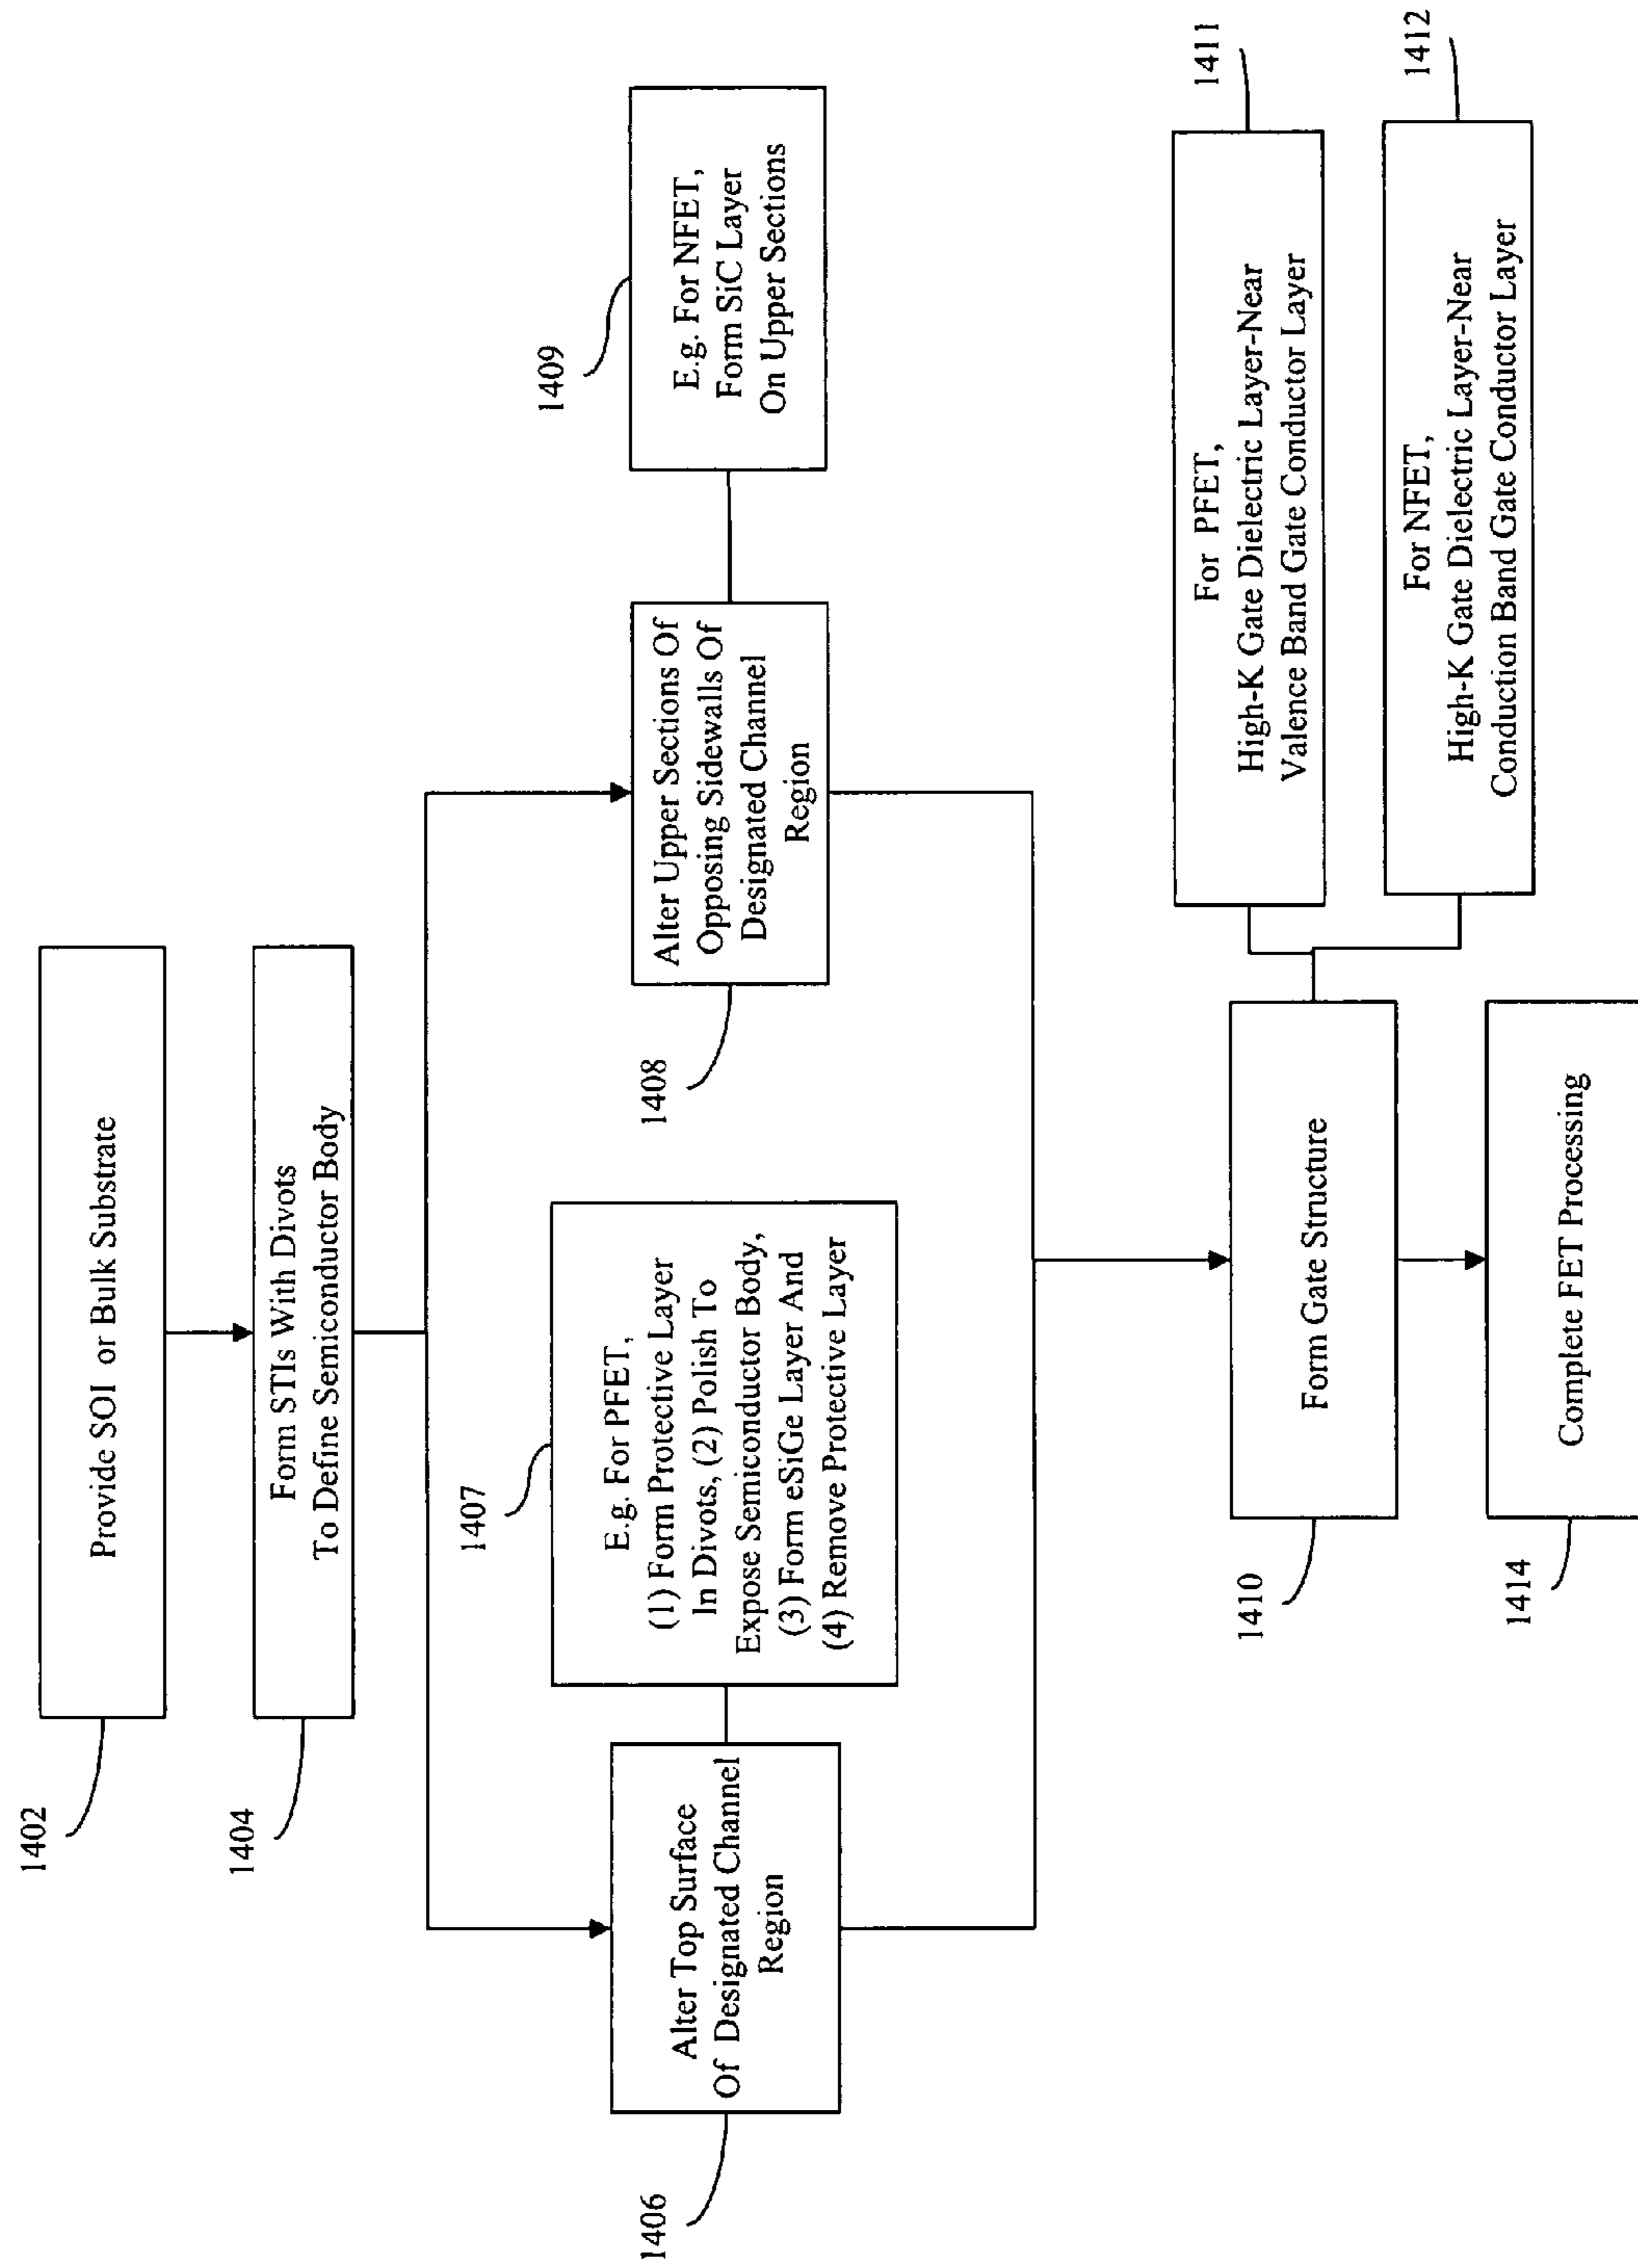 1402
Provide SOI or Bulk Substrate
1404
Form STIs With Divots
To Define Semiconductor Body
1406
Alter Top Surface
Of Designated Channel
Region
1407
E.g. For PFET,
(1) Form Protective Layer
In Divots, (2) Polish To
Expose Semiconductor Body,
(3) Form eSiGe Layer And
(4) Remove Protective Layer
1408
Alter Upper Sections Of
Opposing Sidewalls Of
Designated Channel
Region
1409
E.g. For NFET,
Form SiC Layer
On Upper Sections
1410
Form Gate Structure
For PFET,
High-K Gate Dielectric Layer-Near
Valence Band Gate Conductor Layer
1411
For NFET,
High-K Gate Dielectric Layer-Near
Conduction Band Gate Conductor Layer
1412
1414
Complete FET Processing